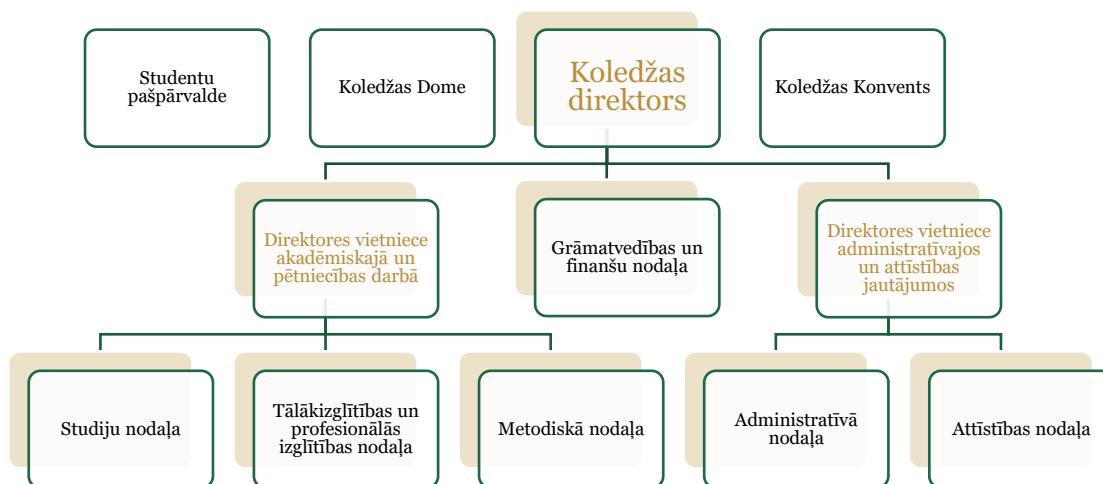 Studentu
pašpārvalde
Koledžas Dome
Koledžas
direktors
Koledžas Konvents
Direktores vietniece
akadēmiskajā un
pētniecības darbā
Grāmatvedības un
finanšu nodaļa
Direktores vietniece
administratīvajos
un attīstības
jautājumos
Studiju nodaļa
Tālākizglītības un
profesionālās
izglītības nodaļa
Metodiskā nodaļa
Administratīvā
nodaļa
Attīstības nodaļa